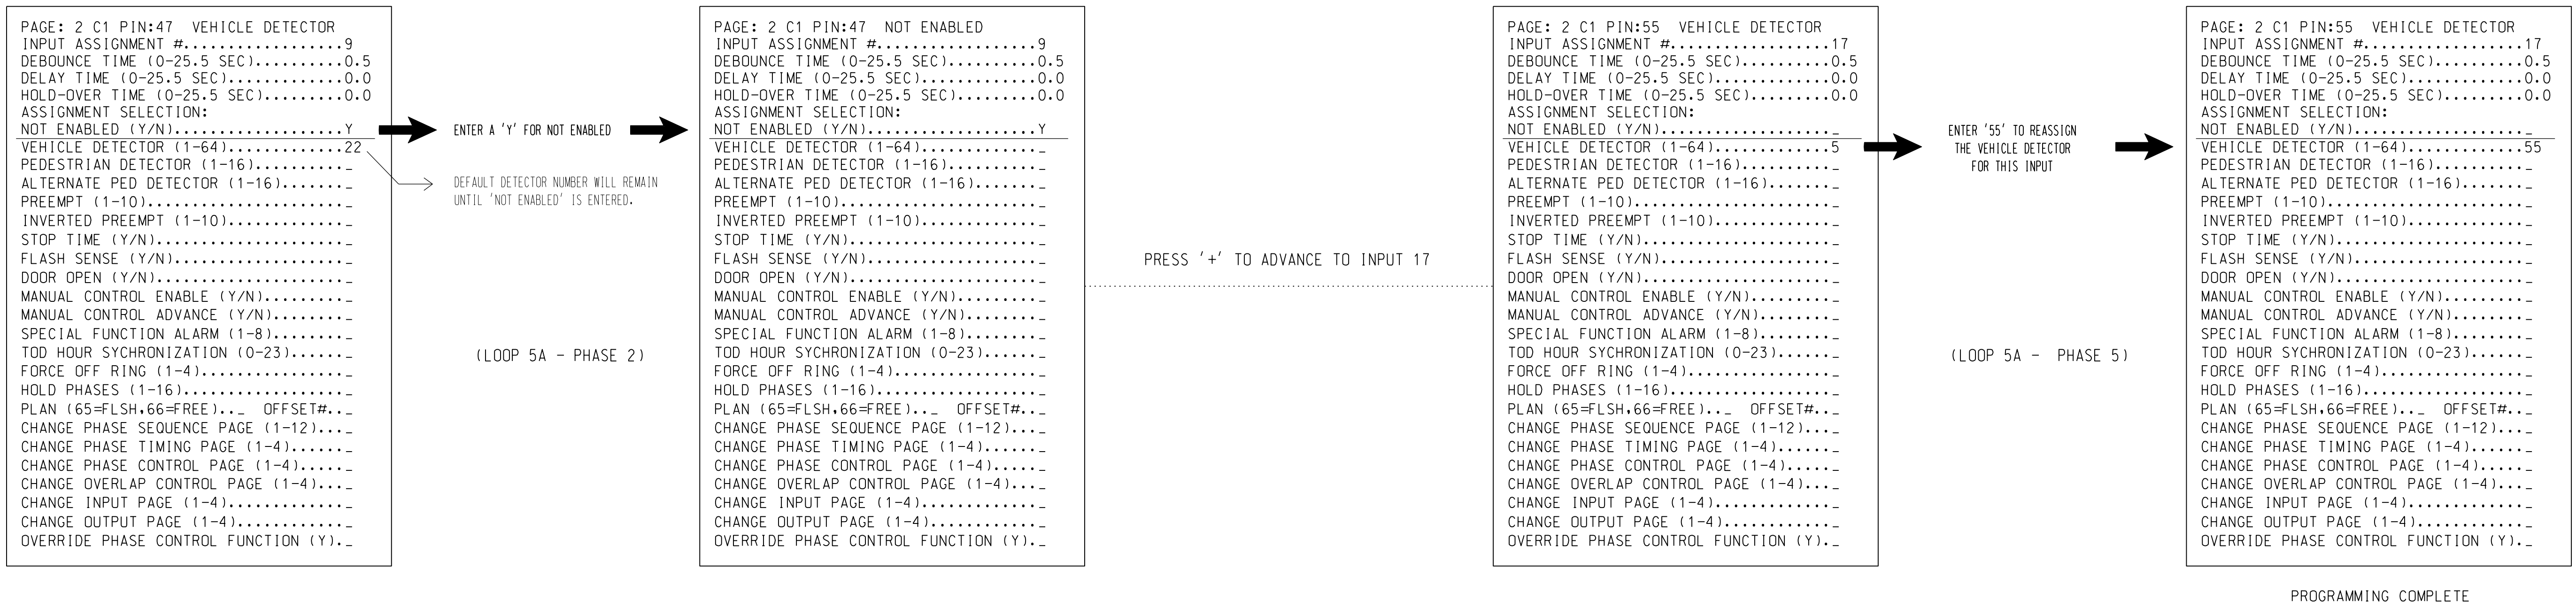 PAGE: 2 C1 PIN:47 VEHICLE DETECTOR
INPUT ASSIGNMENT #..................9
DEBOUNCE TIME (0-25.5 SEC)..........0.5
DELAY TIME (0-25.5 SEC).............0.0
HOLD-OVER TIME (0-25.5 SEC).........0.0
ASSIGNMENT SELECTION:
NOT ENABLED (Y/N)...................Y
VEHICLE DETECTOR (1-64).............22
PEDESTRIAN DETECTOR (1-16)..........._
ALTERNATE PED DETECTOR (1-16)......._
PREEMPT (1-10)......................_
INVERTED PREEMPT (1-10)............._
STOP TIME (Y/N)......................_
FLASH SENSE (Y/N)...................._
DOOR OPEN (Y/N)......................_
MANUAL CONTROL ENABLE (Y/N).........._
MANUAL CONTROL ADVANCE (Y/N)........._
SPECIAL FUNCTION ALARM (1-8)........._
TOD HOUR SYCHRONIZATION (0-23)......_
FORCE OFF RING (1-4)................._
HOLD PHASES (1-16)..................._
PLAN (65=FLSH,66=FREE).._ OFFSET#.._
CHANGE PHASE SEQUENCE PAGE (1-12)..._
CHANGE PHASE TIMING PAGE (1-4)......_
CHANGE PHASE CONTROL PAGE (1-4)....._
CHANGE OVERLAP CONTROL PAGE (1-4)..._
CHANGE INPUT PAGE (1-4).............._
CHANGE OUTPUT PAGE (1-4)............._
OVERRIDE PHASE CONTROL FUNCTION (Y)._
ENTER A 'Y' FOR NOT ENABLED
DEFAULT DETECTOR NUMBER WILL REMAIN
UNTIL 'NOT ENABLED' IS ENTERED.
(LOOP 5A - PHASE 2)
PAGE: 2 C1 PIN:47 NOT ENABLED
INPUT ASSIGNMENT #..................9
DEBOUNCE TIME (0-25.5 SEC)..........0.5
DELAY TIME (0-25.5 SEC).............0.0
HOLD-OVER TIME (0-25.5 SEC).........0.0
ASSIGNMENT SELECTION:
NOT ENABLED (Y/N)...................Y
VEHICLE DETECTOR (1-64)............._
PEDESTRIAN DETECTOR (1-16)..........._
ALTERNATE PED DETECTOR (1-16)......._
PREEMPT (1-10)......................_
INVERTED PREEMPT (1-10)............._
STOP TIME (Y/N)......................_
FLASH SENSE (Y/N)...................._
DOOR OPEN (Y/N)......................_
MANUAL CONTROL ENABLE (Y/N).........._
MANUAL CONTROL ADVANCE (Y/N)........._
SPECIAL FUNCTION ALARM (1-8)........._
TOD HOUR SYCHRONIZATION (0-23)......_
FORCE OFF RING (1-4)................._
HOLD PHASES (1-16)..................._
PLAN (65=FLSH,66=FREE).._ OFFSET#.._
CHANGE PHASE SEQUENCE PAGE (1-12)..._
CHANGE PHASE TIMING PAGE (1-4)......_
CHANGE PHASE CONTROL PAGE (1-4)......_
CHANGE OVERLAP CONTROL PAGE (1-4)..._
CHANGE INPUT PAGE (1-4).............._
CHANGE OUTPUT PAGE (1-4)............._
OVERRIDE PHASE CONTROL FUNCTION (Y)._
PRESS '+' TO ADVANCE TO INPUT 17
PAGE: 2 C1 PIN:55 VEHICLE DETECTOR
INPUT ASSIGNMENT #..................17
DEBOUNCE TIME (0-25.5 SEC)..........0.5
DELAY TIME (0-25.5 SEC).............0.0
HOLD-OVER TIME (0-25.5 SEC).........0.0
ASSIGNMENT SELECTION:
NOT ENABLED (Y/N)..................._
VEHICLE DETECTOR (1-64).............5
PEDESTRIAN DETECTOR (1-16)..........._
ALTERNATE PED DETECTOR (1-16)......._
PREEMPT (1-10)......................_
INVERTED PREEMPT (1-10)............._
STOP TIME (Y/N)......................_
FLASH SENSE (Y/N)...................._
DOOR OPEN (Y/N)......................_
MANUAL CONTROL ENABLE (Y/N).........._
MANUAL CONTROL ADVANCE (Y/N)........._
SPECIAL FUNCTION ALARM (1-8)........._
TOD HOUR SYCHRONIZATION (0-23)......_
FORCE OFF RING (1-4)................._
HOLD PHASES (1-16)..................._
PLAN (65=FLSH,66=FREE).._ OFFSET#.._
CHANGE PHASE SEQUENCE PAGE (1-12)..._
CHANGE PHASE TIMING PAGE (1-4)......_
CHANGE PHASE CONTROL PAGE (1-4)......_
CHANGE OVERLAP CONTROL PAGE (1-4)..._
CHANGE INPUT PAGE (1-4).............._
CHANGE OUTPUT PAGE (1-4)............._
OVERRIDE PHASE CONTROL FUNCTION (Y)._
ENTER '55' TO REASSIGN
THE VEHICLE DETECTOR
FOR THIS INPUT
(LOOP 5A - PHASE 5)
PAGE: 2 C1 PIN:55 VEHICLE DETECTOR
INPUT ASSIGNMENT #..................17
DEBOUNCE TIME (0-25.5 SEC)..........0.5
DELAY TIME (0-25.5 SEC).............0.0
HOLD-OVER TIME (0-25.5 SEC).........0.0
ASSIGNMENT SELECTION:
NOT ENABLED (Y/N)..................._
VEHICLE DETECTOR (1-64).............55
PEDESTRIAN DETECTOR (1-16)..........._
ALTERNATE PED DETECTOR (1-16)......._
PREEMPT (1-10)......................_
INVERTED PREEMPT (1-10)............._
STOP TIME (Y/N)......................_
FLASH SENSE (Y/N)...................._
DOOR OPEN (Y/N)......................_
MANUAL CONTROL ENABLE (Y/N).........._
MANUAL CONTROL ADVANCE (Y/N)........._
SPECIAL FUNCTION ALARM (1-8)........._
TOD HOUR SYCHRONIZATION (0-23)......_
FORCE OFF RING (1-4)................._
HOLD PHASES (1-16)..................._
PLAN (65=FLSH,66=FREE).._ OFFSET#.._
CHANGE PHASE SEQUENCE PAGE (1-12)..._
CHANGE PHASE TIMING PAGE (1-4)......_
CHANGE PHASE CONTROL PAGE (1-4)......_
CHANGE OVERLAP CONTROL PAGE (1-4)..._
CHANGE INPUT PAGE (1-4).............._
CHANGE OUTPUT PAGE (1-4)............._
OVERRIDE PHASE CONTROL FUNCTION (Y)._
PROGRAMMING COMPLETE